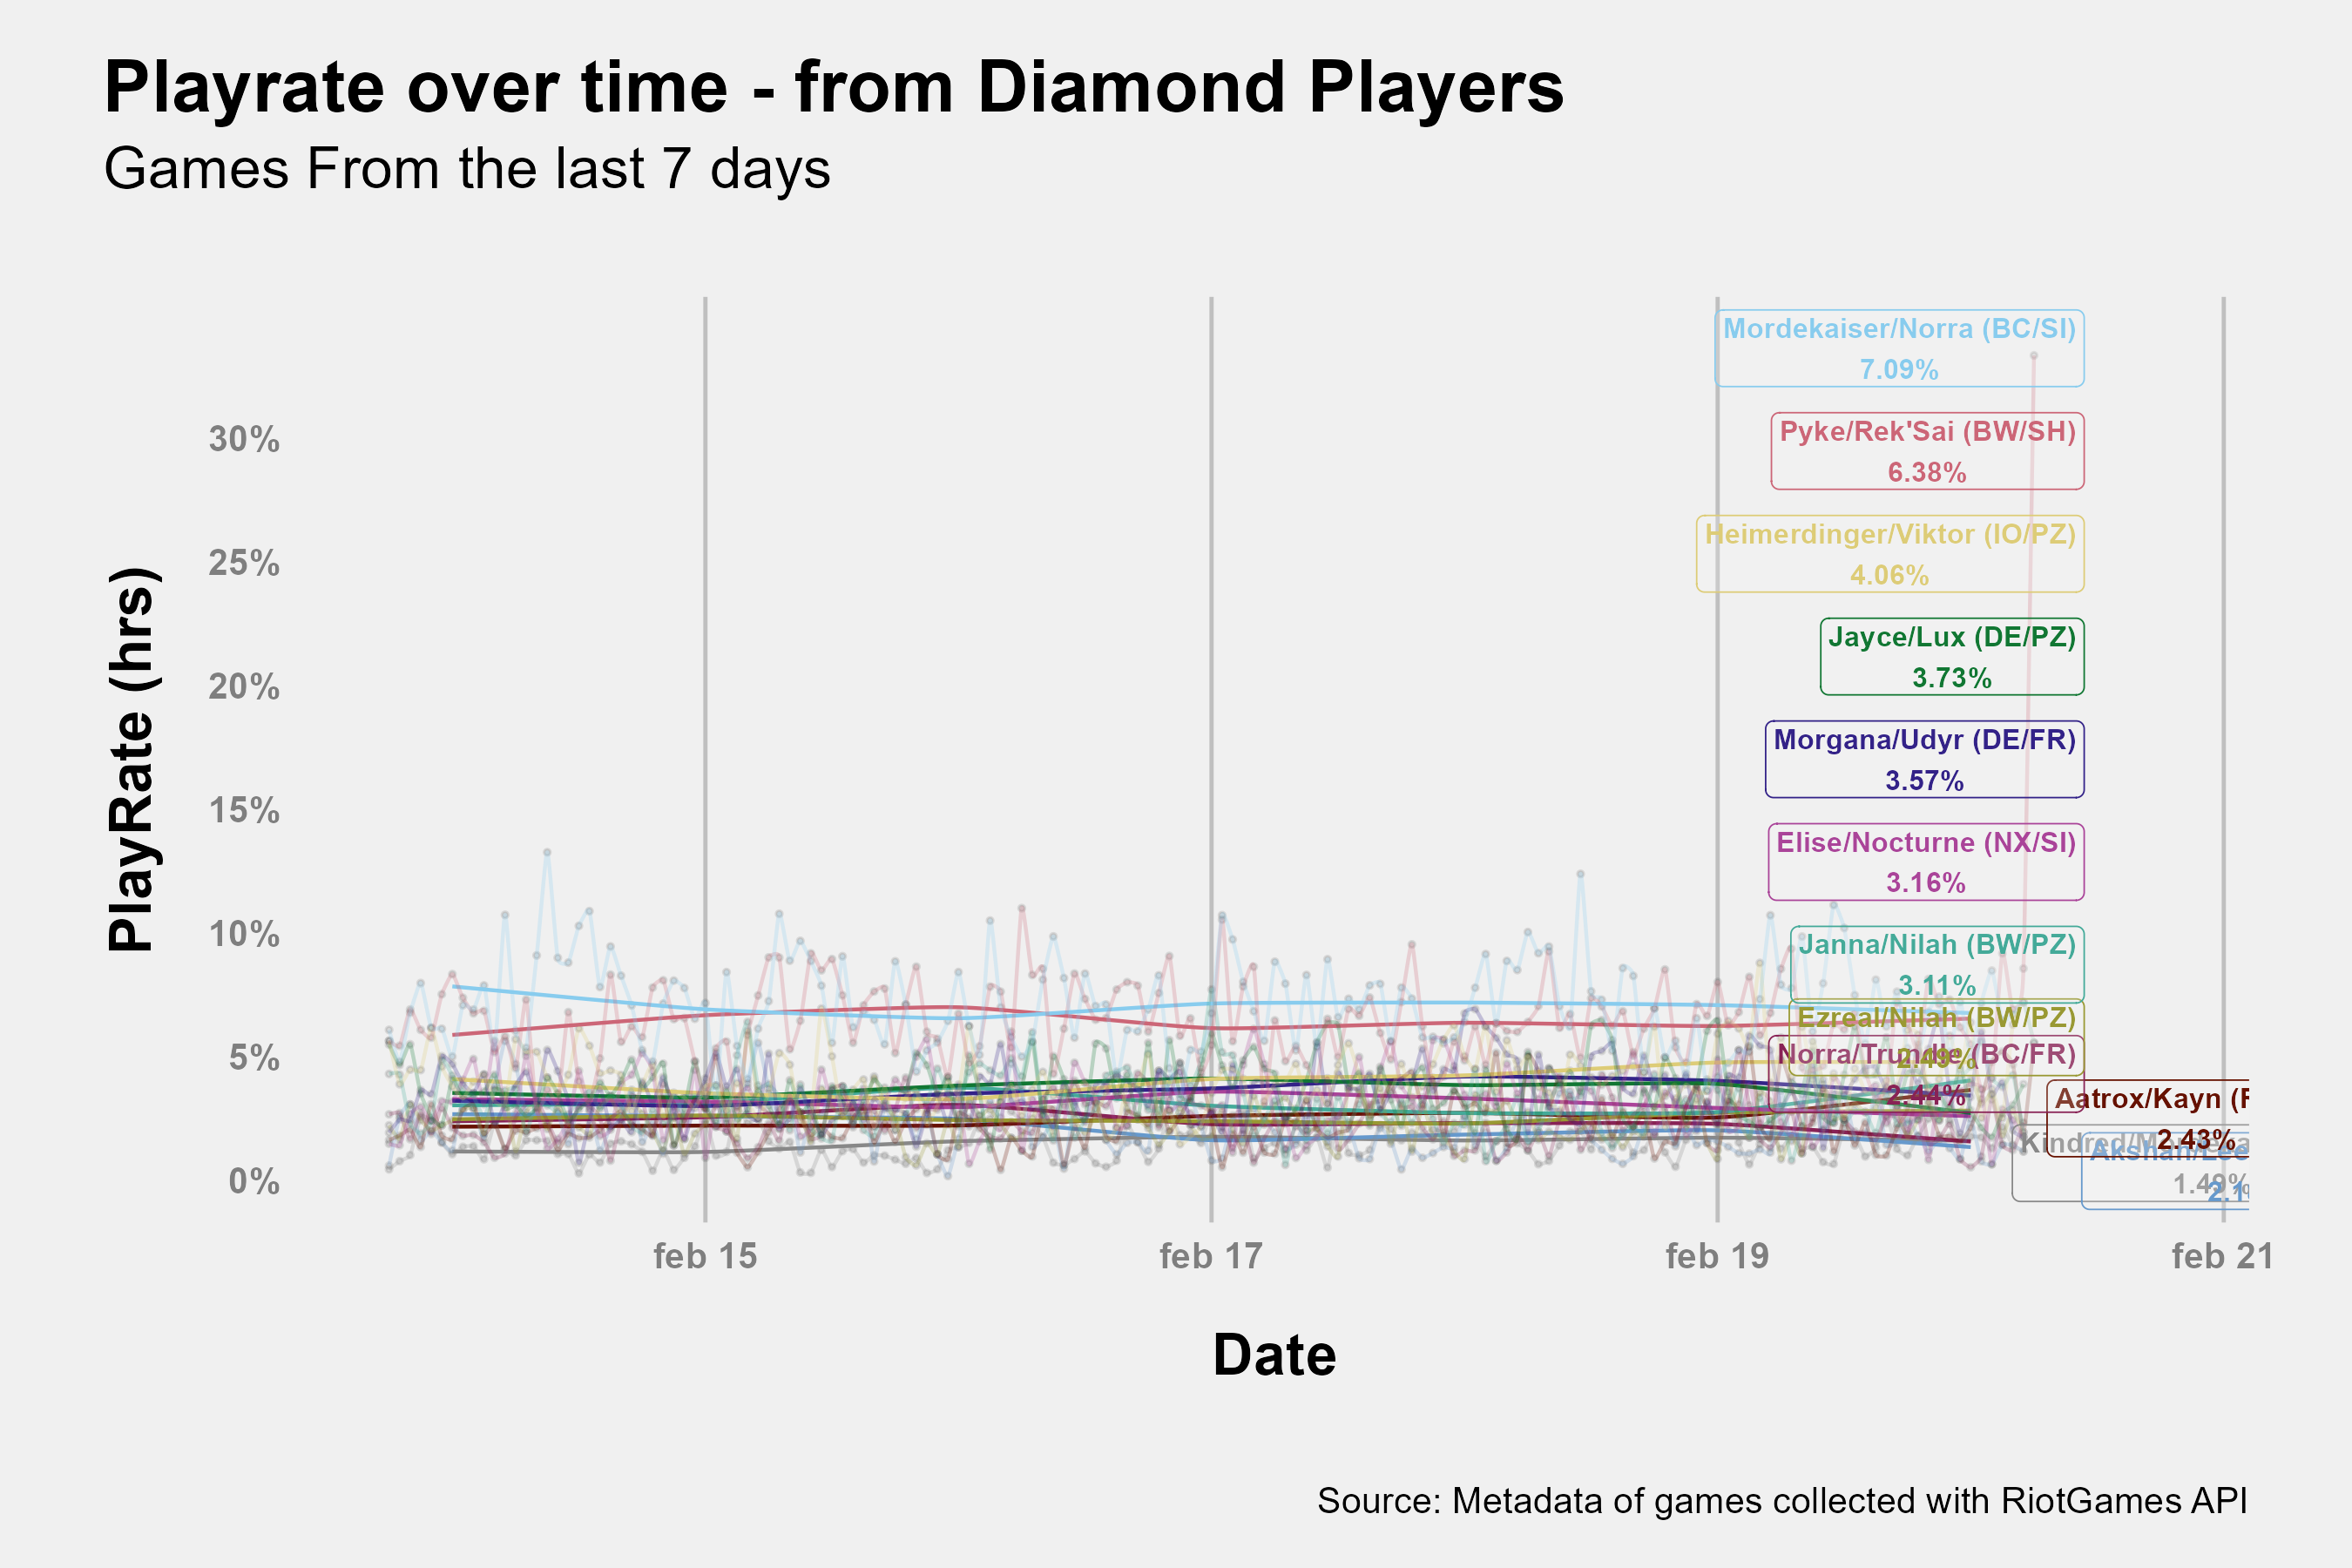 Playrate over time - from Diamond Players
Games From the last 7 days
PlayRate (hrs)
30%
25%
20%
15%
10%
5%
0%
Mordekaiser/Norra (BC/SI)
7.09%
Pyke/Rek'Sai (BW/SH)
6.38%
Heimerdinger/Viktor (IO/PZ)
4.06%
Jayce/Lux (DE/PZ)
3.73%
Morgana/Udyr (DE/FR)
3.57%
Elise/Nocturne (NX/SI)
3.16%
Janna/Nilah (BW/PZ)
3.11%
Ezreal/Nilah (BW/PZ)
2.49%
Norra/Trundle (BC/FR)
2.44%
Aatrox/Kayn
2.43%
1.49%
feb 15
feb 17
feb 19
feb 21
Date
Source: Metadata of games collected with RiotGames API